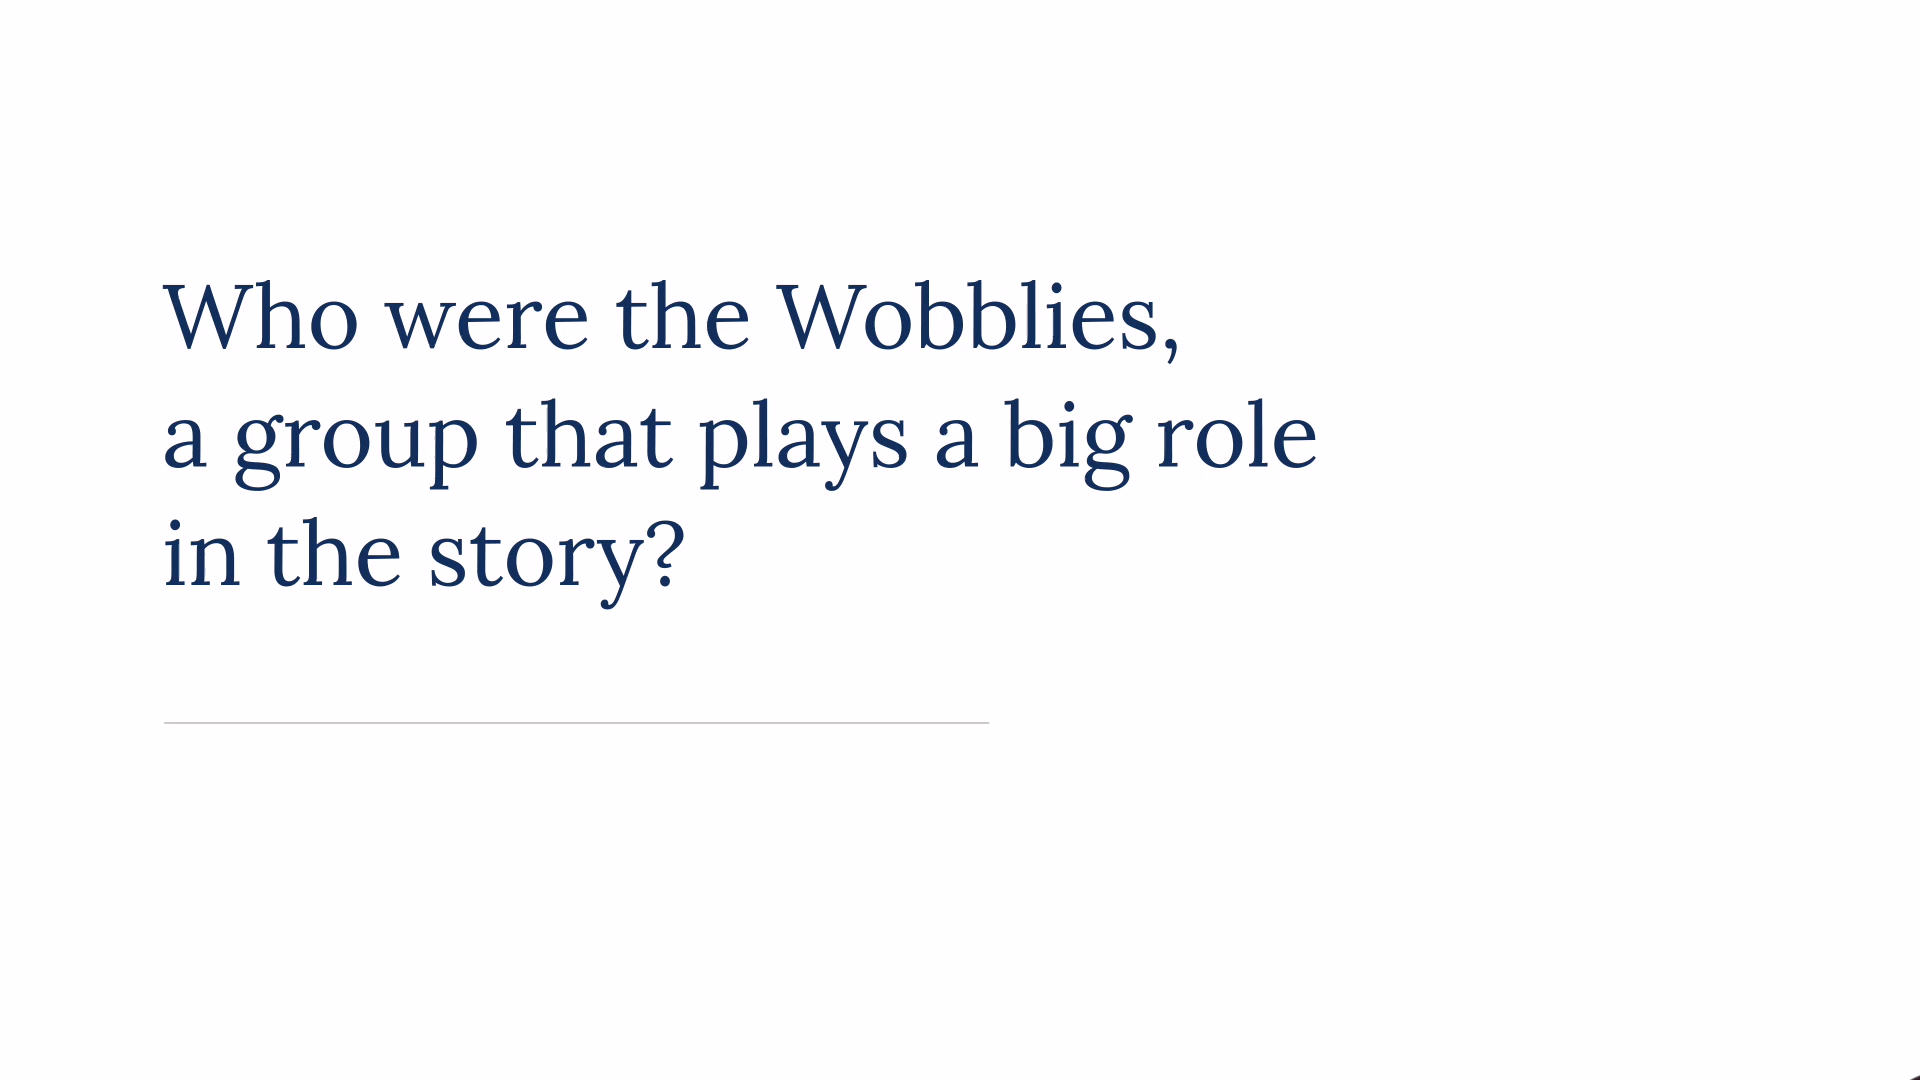 Who were the Wobblies,
a group that plays a big role
in the story?